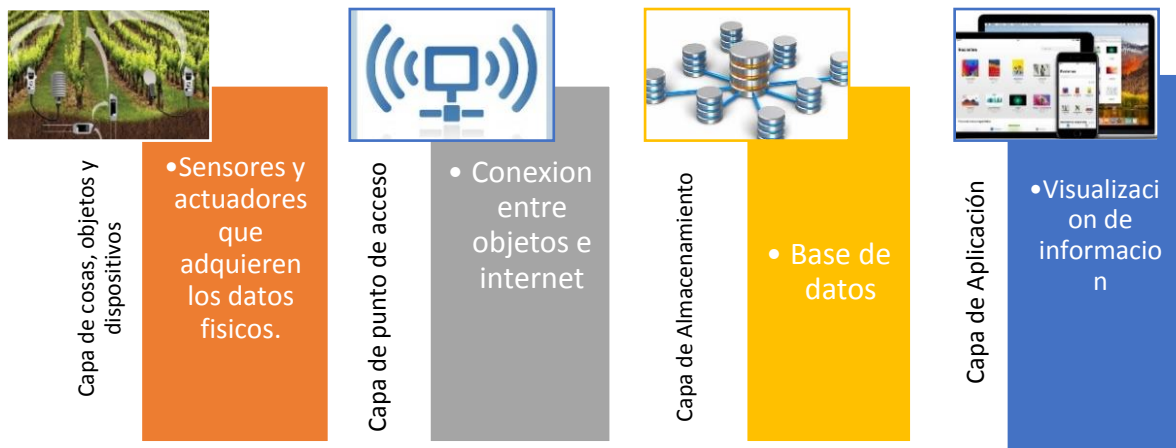 Capa de cosas, objetos y
dispositivos
•Sensores y
actuadores
que
adquieren
los datos
fisicos.
Capa de punto de acceso
• Conexion
entre
objetos e
internet
Capa de Almacenamiento
• Base de
datos
Capa de Aplicación
•Visualizaci
on de
informacio
n